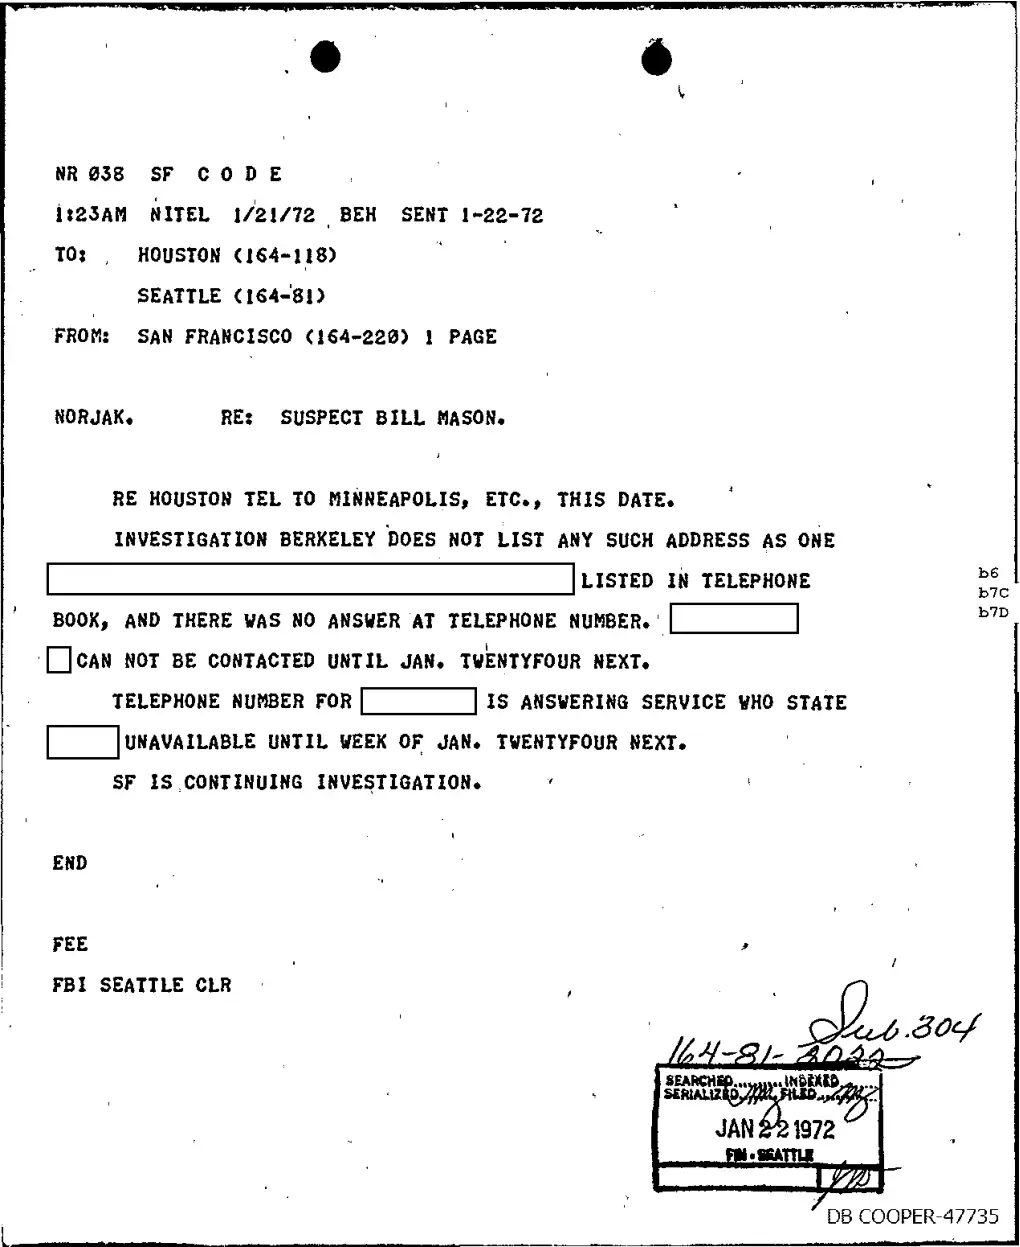 NR 038 SF C O D E
1:23AM NITEL 1/21/72 BEH SENT 1-22-72
TO: HOUSTON (164-118)
SEATTLE (164-81)
FROM: SAN FRANCISCO (164-220) 1 PAGE
NORJAK. RE: SUSPECT BILL MASON.
RE HOUSTON TEL TO MINNEAPOLIS, ETC., THIS DATE.
INVESTIGATION BERKELEY DOES NOT LIST ANY SUCH ADDRESS AS ONE
LISTED IN TELEPHONE
b6
b7C
BOOK, AND THERE WAS NO ANSWER AT TELEPHONE NUMBER.
b7D
CAN NOT BE CONTACTED UNTIL JAN. TWENTYFOUR NEXT.
TELEPHONE NUMBER FOR IS ANSWERING SERVICE WHO STATE
UNAVAILABLE UNTIL WEEK OF JAN. TWENTYFOUR NEXT.
SF IS CONTINUING INVESTIGATION.
END
FEE
FBI SEATTLE CLR
Sub. 304
164-81-2022
SEARCHED..........INDEXED..........
SERIALIZED..........FILED..........
JAN 22 1972
FBI - SEATTLE
DB COOPER-47735